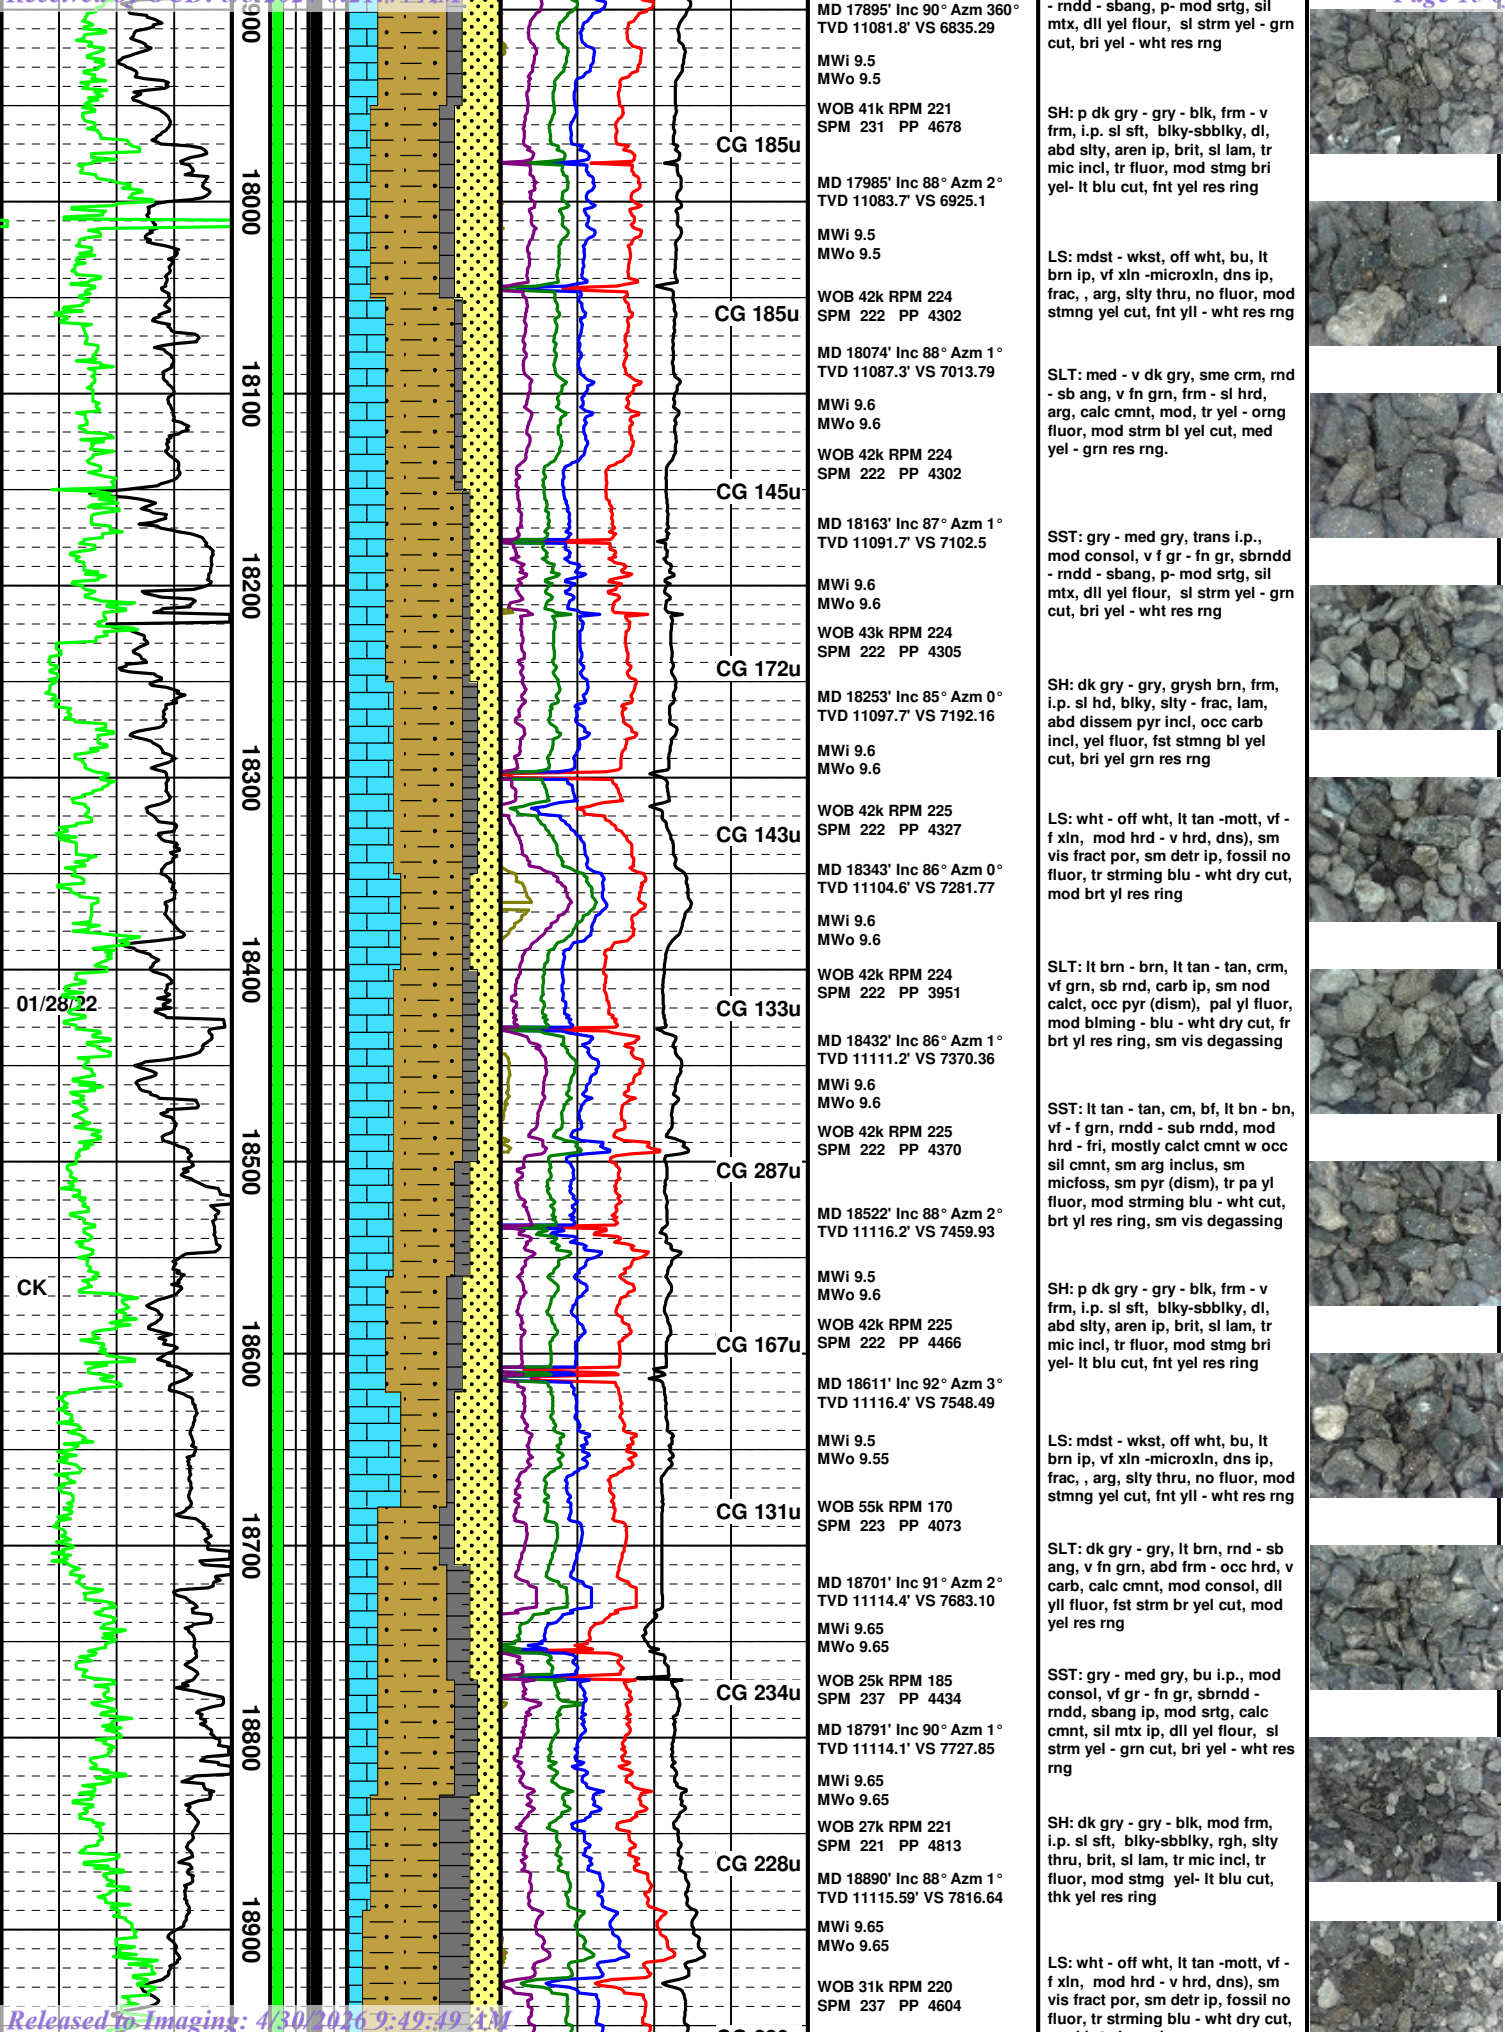 MD 17895' Inc 90° Azm 360°
TVD 11081.8' VS 6835.29
MWi 9.5
MWo 9.5
WOB 41k RPM 221
SPM 231 PP 4678
CG 185u
MD 17985' Inc 88° Azm 2°
TVD 11083.7' VS 6925.1
18000
MWi 9.5
MWo 9.5
WOB 42k RPM 224
SPM 222 PP 4302
CG 185u
MD 18074' Inc 88° Azm 1°
TVD 11087.3' VS 7013.79
18100
MWi 9.6
MWo 9.6
WOB 42k RPM 224
SPM 222 PP 4302
CG 145u
MD 18163' Inc 87° Azm 1°
TVD 11091.7' VS 7102.5
18200
MWi 9.6
MWo 9.6
WOB 43k RPM 224
SPM 222 PP 4305
CG 172u
MD 18253' Inc 85° Azm 0°
TVD 11097.7' VS 7192.16
MWi 9.6
MWo 9.6
18300
WOB 42k RPM 225
SPM 222 PP 4327
CG 143u
MD 18343' Inc 86° Azm 0°
TVD 11104.6' VS 7281.77
MWi 9.6
MWo 9.6
18400
WOB 42k RPM 224
SPM 222 PP 3951
01/28/22
CG 133u
MD 18432' Inc 86° Azm 1°
TVD 11111.2' VS 7370.36
MWi 9.6
MWo 9.6
WOB 42k RPM 225
SPM 222 PP 4370
18500
CG 287u
MD 18522' Inc 88° Azm 2°
TVD 11116.2' VS 7459.93
CK
MWi 9.5
MWo 9.6
WOB 42k RPM 225
SPM 222 PP 4466
CG 167u
18600
MD 18611' Inc 92° Azm 3°
TVD 11116.4' VS 7548.49
MWi 9.5
MWo 9.55
WOB 55k RPM 170
SPM 223 PP 4073
CG 131u
18700
MD 18701' Inc 91° Azm 2°
TVD 11114.4' VS 7683.10
MWi 9.65
MWo 9.65
WOB 25k RPM 185
SPM 237 PP 4434
CG 234u
18800
MD 18791' Inc 90° Azm 1°
TVD 11114.1' VS 7727.85
MWi 9.65
MWo 9.65
WOB 27k RPM 221
SPM 221 PP 4813
CG 228u
MD 18890' Inc 88° Azm 1°
TVD 11115.59' VS 7816.64
18900
MWi 9.65
MWo 9.65
WOB 31k RPM 220
SPM 237 PP 4604
- rndd - sbang, p- mod srtg, sil
mtx, dll yel flour, sl strm yel - grn
cut, bri yel - wht res rng
SH: p dk gry - gry - blk, frm - v
frm, i.p. sl sft, blky-sbblky, dl,
abd slty, aren ip, brit, sl lam, tr
mic incl, tr fluor, mod stmg bri
yel- lt blu cut, fnt yel res ring
LS: mdst - wkst, off wht, bu, lt
brn ip, vf xln -microxln, dns ip,
frac, , arg, slty thru, no fluor, mod
stmng yel cut, fnt yll - wht res rng
SLT: med - v dk gry, sme crm, rnd
- sb ang, v fn grn, frm - sl hrd,
arg, calc cmnt, mod, tr yel - orng
fluor, mod strm bl yel cut, med
yel - grn res rng.
SST: gry - med gry, trans i.p.,
mod consol, v f gr - fn gr, sbrndd
- rndd - sbang, p- mod srtg, sil
mtx, dll yel flour, sl strm yel - grn
cut, bri yel - wht res rng
SH: dk gry - gry, grysh brn, frm,
i.p. sl hd, blky, slty - frac, lam,
abd dissem pyr incl, occ carb
incl, yel fluor, fst stmng bl yel
cut, bri yel grn res rng
LS: wht - off wht, lt tan -mott, vf -
f xln, mod hrd - v hrd, dns), sm
vis fract por, sm detr ip, fossil no
fluor, tr strming blu - wht dry cut,
mod brt yl res ring
SLT: lt brn - brn, lt tan - tan, crm,
vf grn, sb rnd, carb ip, sm nod
calct, occ pyr (dism), pal yl fluor,
mod blming - blu - wht dry cut, fr
brt yl res ring, sm vis degassing
SST: lt tan - tan, cm, bf, lt bn - bn,
vf - f grn, rndd - sub rndd, mod
hrd - fri, mostly calct cmnt w occ
sil cmnt, sm arg inclus, sm
micfoss, sm pyr (dism), tr pa yl
fluor, mod strming blu - wht cut,
brt yl res ring, sm vis degassing
SH: p dk gry - gry - blk, frm - v
frm, i.p. sl sft, blky-sbblky, dl,
abd slty, aren ip, brit, sl lam, tr
mic incl, tr fluor, mod stmg bri
yel- lt blu cut, fnt yel res ring
LS: mdst - wkst, off wht, bu, lt
brn ip, vf xln -microxln, dns ip,
frac, , arg, slty thru, no fluor, mod
stmng yel cut, fnt yll - wht res rng
SLT: dk gry - gry, lt brn, rnd - sb
ang, v fn grn, abd frm - occ hrd, v
carb, calc cmnt, mod consol, dll
yll fluor, fst strm br yel cut, mod
yel res rng
SST: gry - med gry, bu i.p., mod
consol, vf gr - fn gr, sbrndd -
rndd, sbang ip, mod srtg, calc
cmnt, sil mtx ip, dll yel flour, sl
strm yel - grn cut, bri yel - wht res
rng
SH: dk gry - gry - blk, mod frm,
i.p. sl sft, blky-sbblky, rgh, slty
thru, brit, sl lam, tr mic incl, tr
fluor, mod stmg yel- lt blu cut,
thk yel res ring
LS: wht - off wht, lt tan -mott, vf -
f xln, mod hrd - v hrd, dns), sm
vis fract por, sm detr ip, fossil no
fluor, tr strming blu - wht dry cut,
Released to Imaging: 4/30/2026 9:49:49 AM